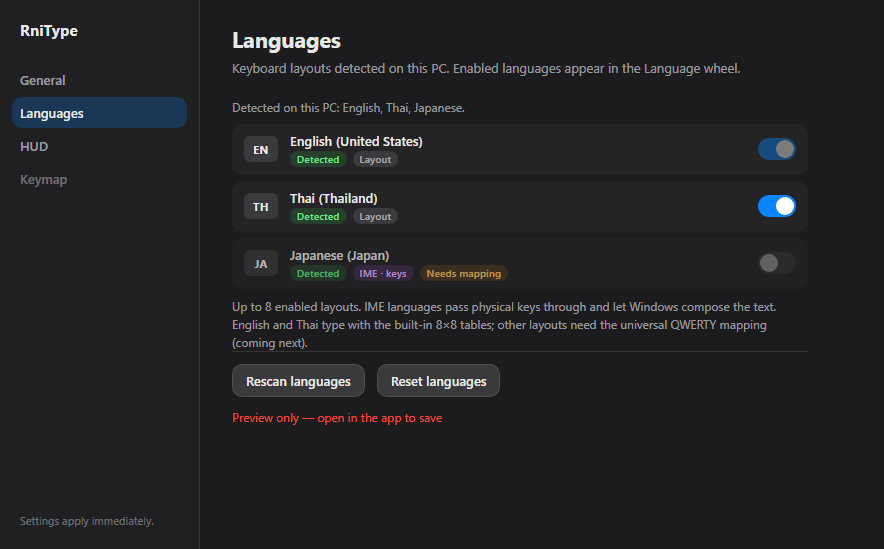 RniType
General
Languages
HUD
Keymap
Settings apply immediately.
Languages
Keyboard layouts detected on this PC. Enabled languages appear in the Language wheel.
Detected on this PC: English, Thai, Japanese.
EN
English (United States)
Detected
Layout
TH
Thai (Thailand)
Detected
Layout
JA
Japanese (Japan)
Detected
IME · keys
Needs mapping
Up to 8 enabled layouts. IME languages pass physical keys through and let Windows compose the text.
English and Thai type with the built-in 8×8 tables; other layouts need the universal QWERTY mapping
(coming next).
Rescan languages
Reset languages
Preview only — open in the app to save